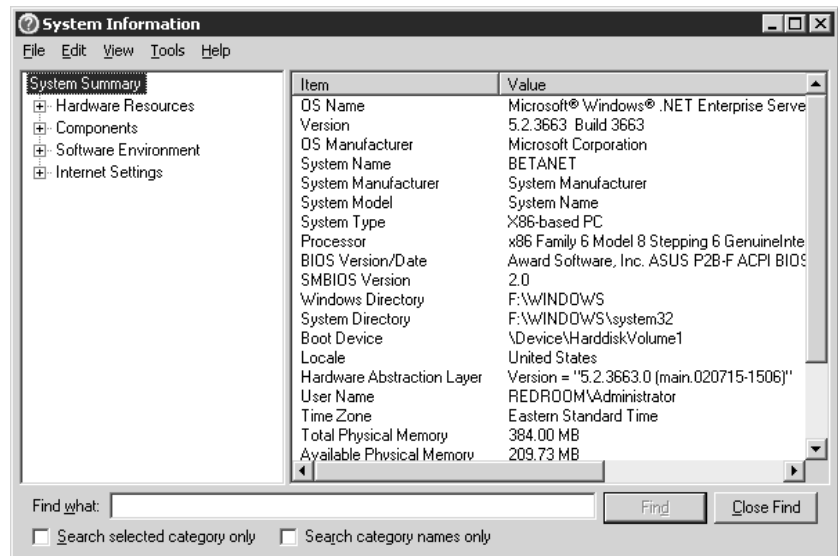 System Information
File Edit View Tools Help
System Summary
Hardware Resources
Components
Software Environment
Internet Settings
Item Value
OS Name Microsoft® Windows® .NET Enterprise Serve
Version 5.2.3663 Build 3663
OS Manufacturer Microsoft Corporation
System Name BETANET
System Manufacturer System Manufacturer
System Model System Name
System Type X86-based PC
Processor x86 Family 6 Model 8 Stepping 6 GenuineInte
BIOS Version/Date Award Software, Inc. ASUS P2B-F ACPI BIOS
SMBIOS Version 2.0
Windows Directory F:\WINDOWS
System Directory F:\WINDOWS\system32
Boot Device \Device\HarddiskVolume1
Locale United States
Hardware Abstraction Layer Version = "5.2.3663.0 (main.020715-1506)"
User Name REDROOM\Administrator
Time Zone Eastern Standard Time
Total Physical Memory 384.00 MB
Available Physical Memory 209.73 MB
Find what: Find Close Find
Search selected category only Search category names only